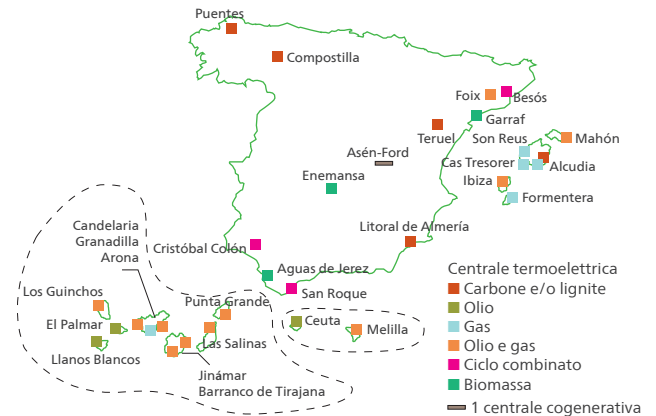 Puentes
Compostilla
Foix
Besós
Garraf
Teruel
Son Reus
Mahón
Asén-Ford
Cas Tresorer
Alcudia
Enemansa
Ibiza
Formentera
Candelaria
Granadilla
Arona
Litoral de Almería
Cristóbal Colón
Aguas de Jerez
San Roque
Los Guinchos
Punta Grande
El Palmar
Ceuta
Melilla
Llanos Blancos
Las Salinas
Jinámar
Barranco de Tirajana
Centrale termoelettrica
Carbone e/o lignite
Olio
Gas
Olio e gas
Ciclo combinato
Biomassa
1 centrale cogenerativa